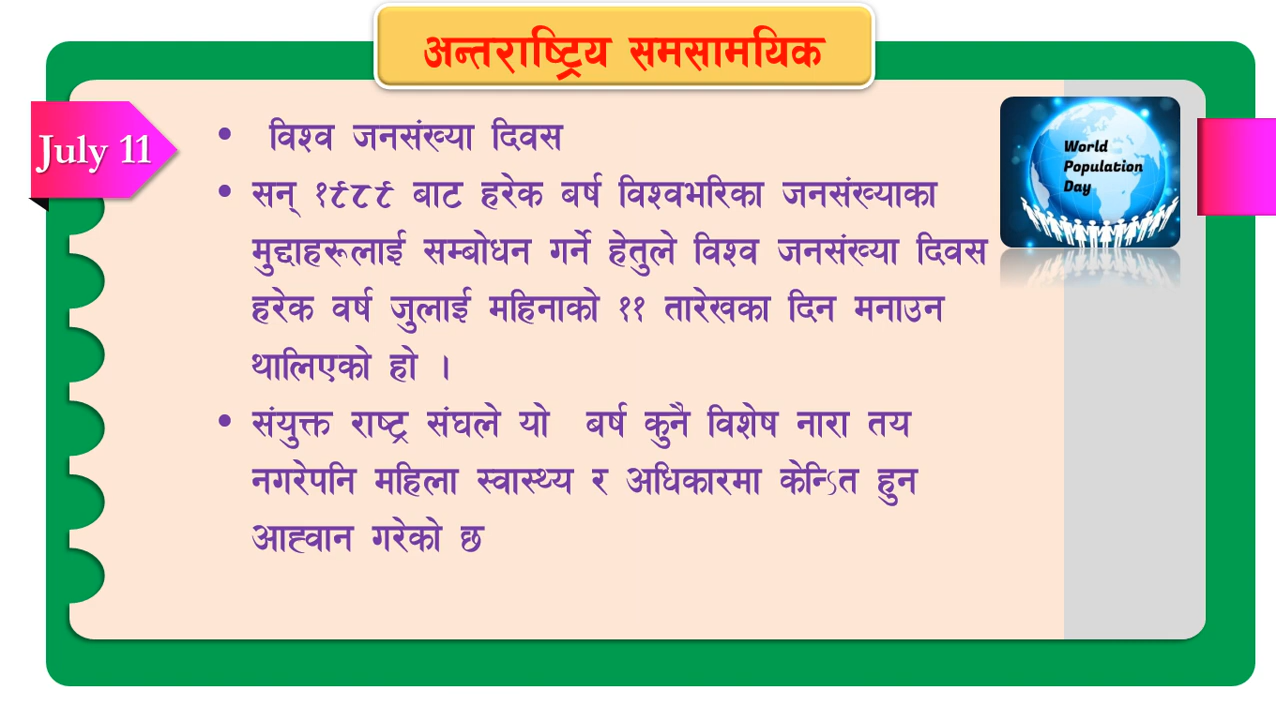 अन्तराष्ट्रिय समसामयिक
July 11
• विश्व जनसंख्या दिवस
• सन् १९८९ बाट हरेक बर्ष विश्वभरिका जनसंख्याका
मुद्दाहरूलाई सम्बोधन गर्ने हेतुले विश्व जनसंख्या दिवस
हरेक वर्ष जुलाई महिनाको ११ तारेखका दिन मनाउन
थालिएको हो ।
• संयुक्त राष्ट्र संघले यो बर्ष कुनै विशेष नारा तय
नगरेपनि महिला स्वास्थ्य र अधिकारमा केन्ऽित हुन
आह्वान गरेको छ
World
Population
Day